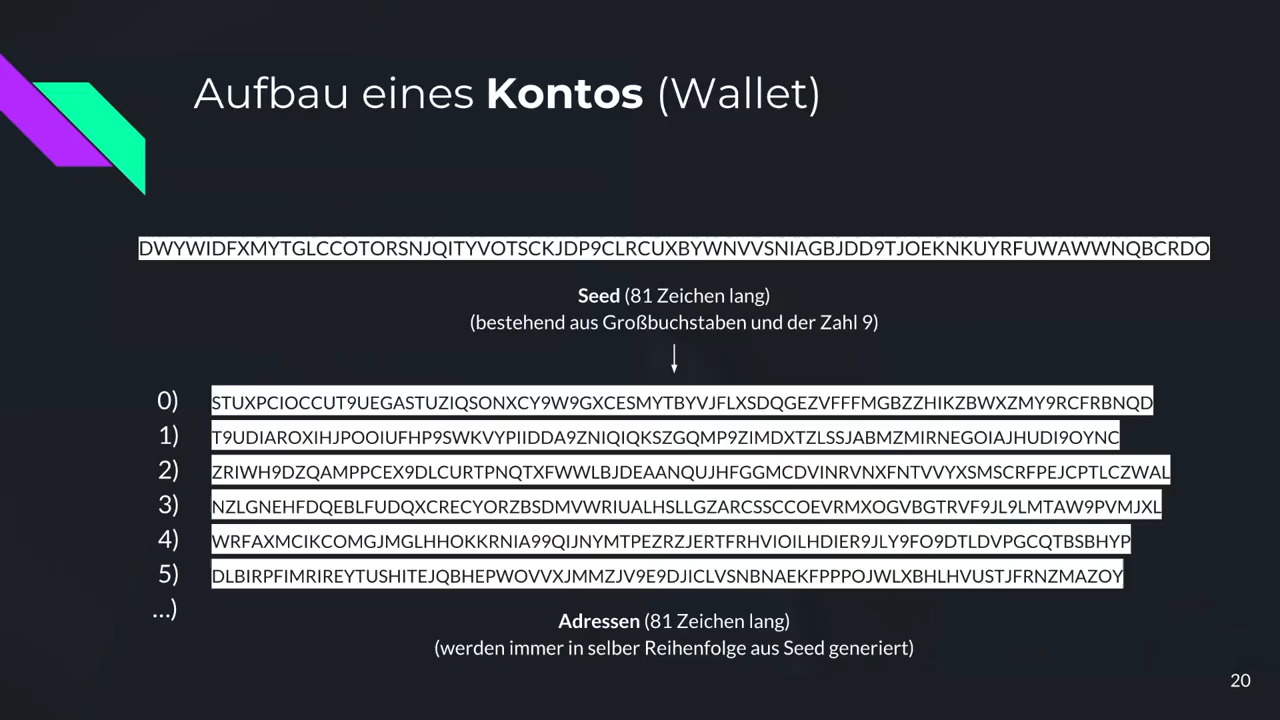 Aufbau eines Kontos (Wallet)
DWYWIDFXMYTGLCCOTORSNJQITYVOTSCKJDP9CLRCUXBYWNVVSNIAGBJDD9TJOEKNKUYRFUWAWWNQBCRDO
Seed (81 Zeichen lang)
(bestehend aus Großbuchstaben und der Zahl 9)
0) STUXPCIOCCUT9UEGASTUZIQSONXCY9W9GXCESMYTBYVJFLXSDQGEZVFFFMGBZZHIKZBWXZMY9RCFRBNQD
1) T9UDIAROXIHJPOOIUFHP9SWKVYPIIDDA9ZNIQIQKSZGQMP9ZIMDXTZLSSJABMZMIRNEGOIAJHUDI9OYNC
2) ZRIWH9DZQAMPPCEX9DLCURTPNQTXFWWLBJDEAANQUJHFGGMCDVINRVNXFNTVVYXSMSCRFPEJCPTLCZWAL
3) NZLGNEHFDQEBLFUDQXCRECYORZBSDMVWRIUALHSLLGZARCSSCCOEVRMXOGVBGTRVF9JL9LMTAW9PVMJXL
4) WRFAXMCIKCOMGJMGLHHOKKRNIA99QIJNYMTPEZRZJERTFRHVIOILHDIER9JLY9FO9DTLDVPGCQTBSBHYP
5) DLBIRPFIMRIREYTUSHITEJQBHEPWOVVXJMMZJV9E9DJICLVSNBNAEKFPPPOJWLXBHLHVUSTJFRNZMAZOY
...)
Adressen (81 Zeichen lang)
(werden immer in selber Reihenfolge aus Seed generiert)
20